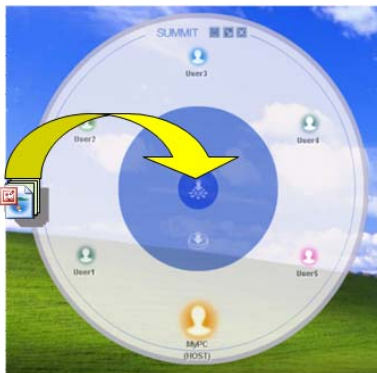 SUMMIT
User3
User2
User4
User1
User5
MyPC
(HOST)